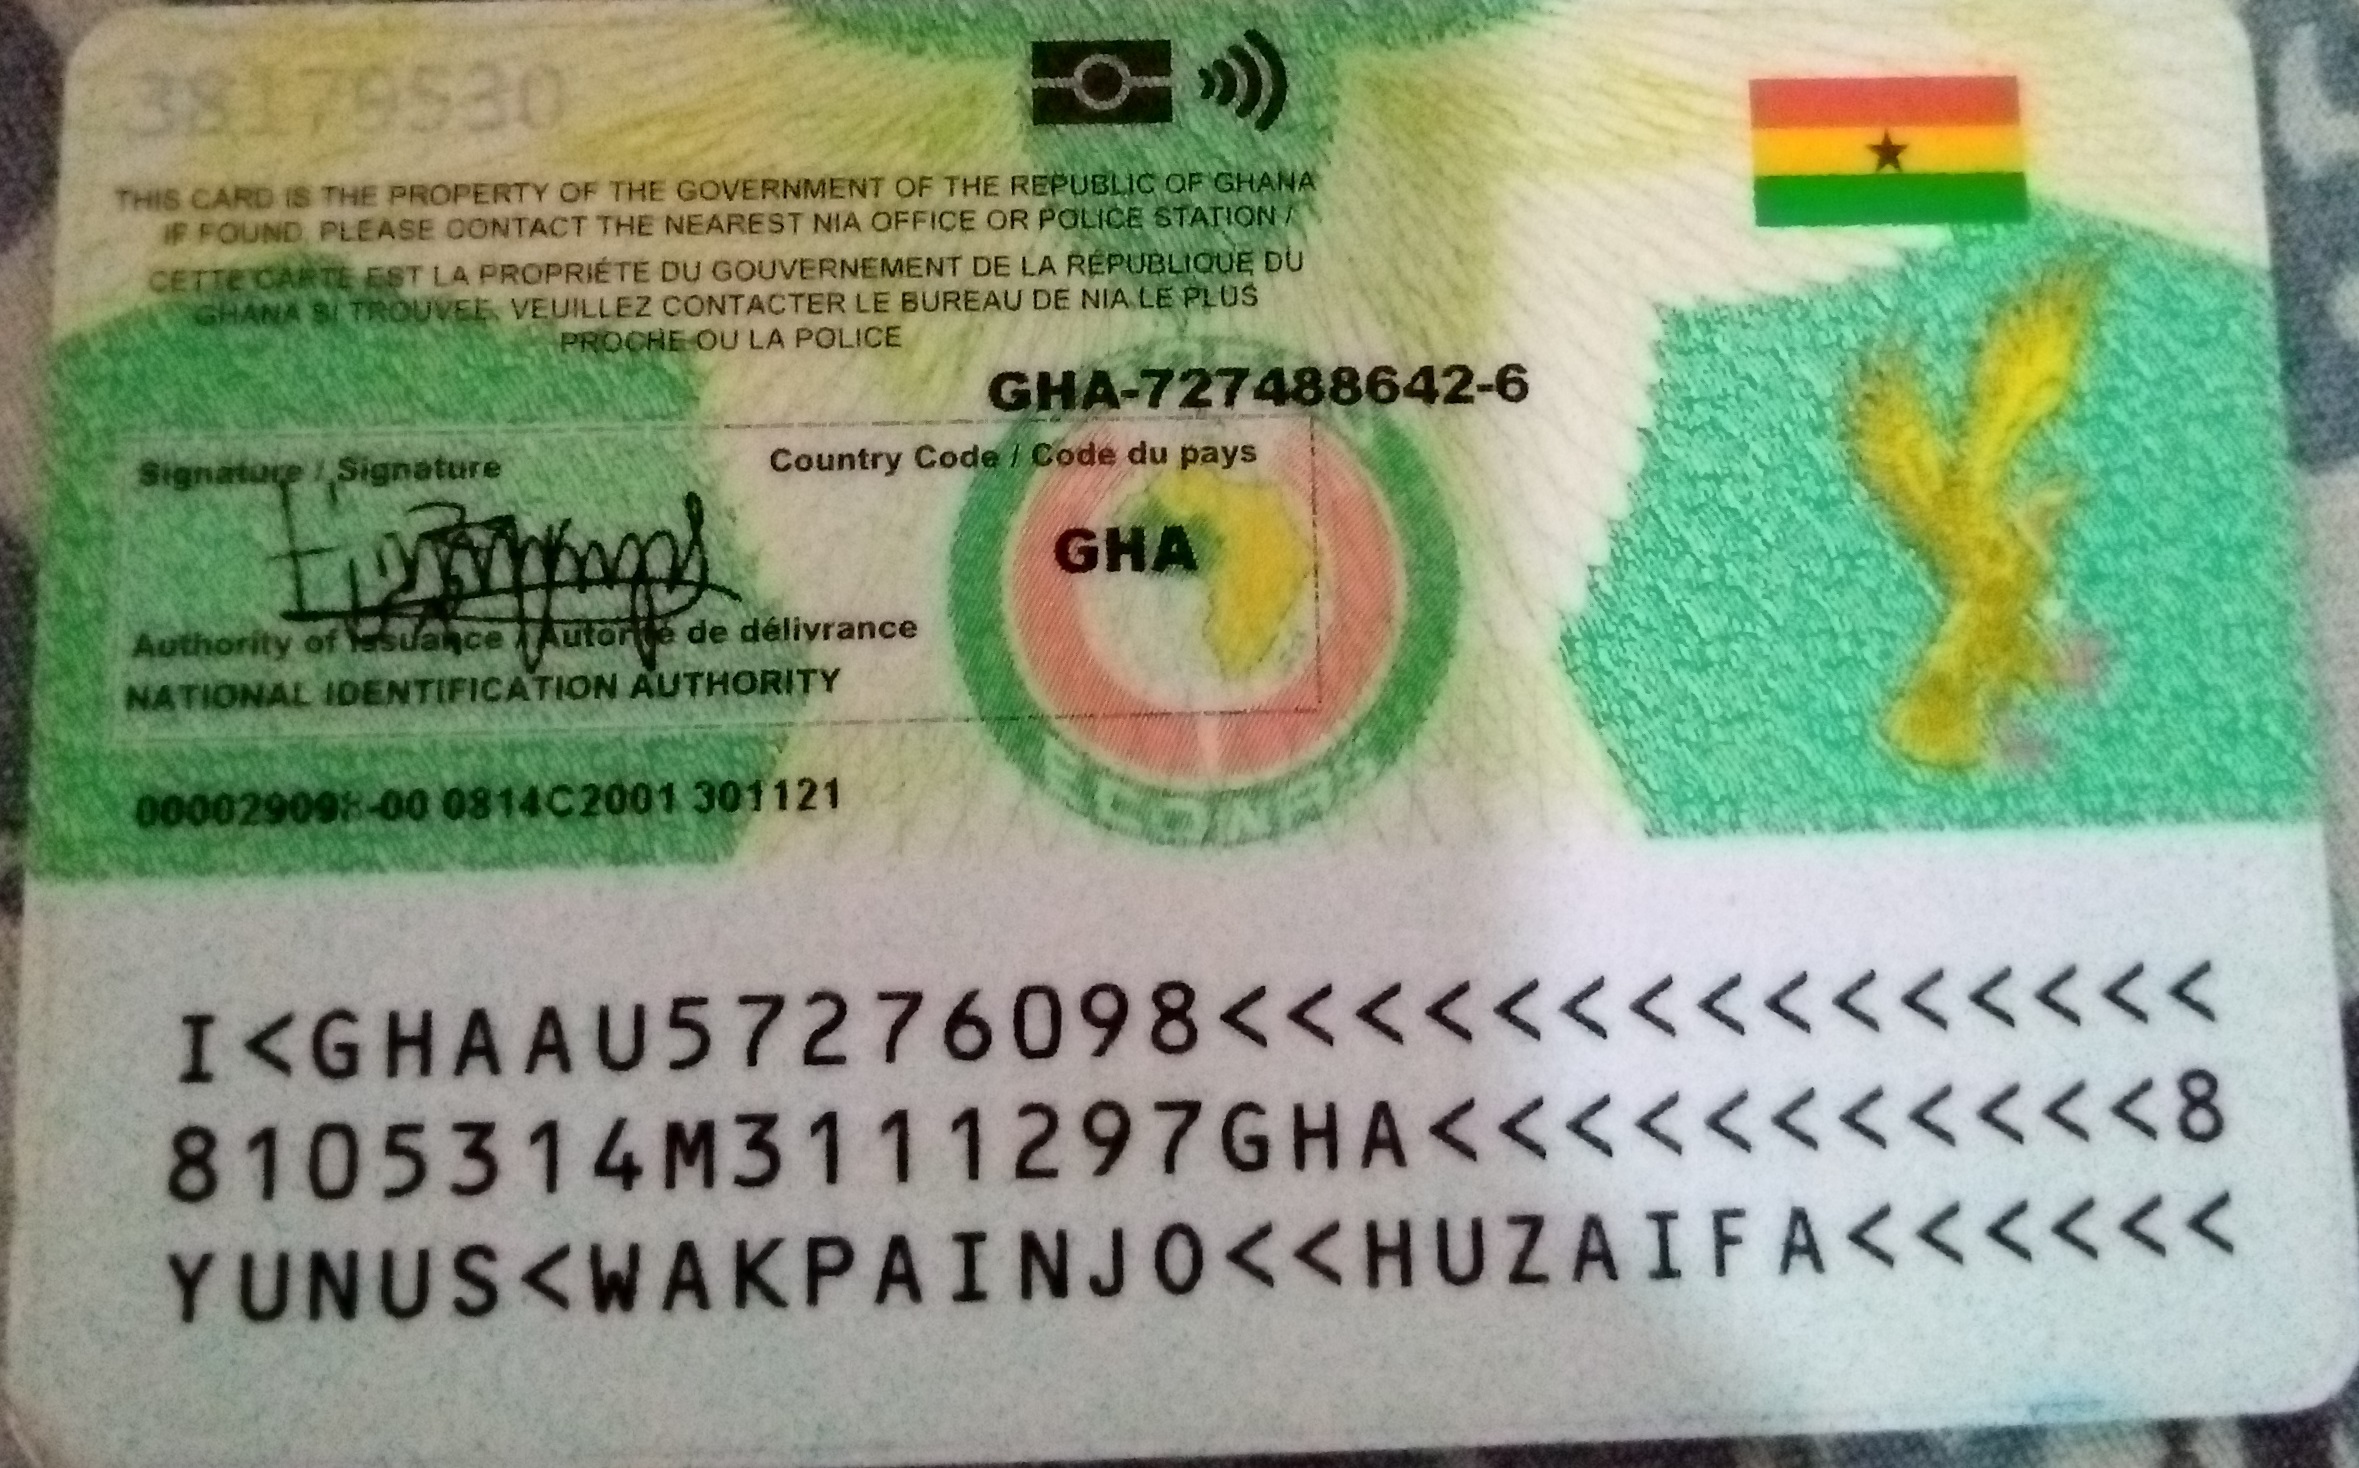 38179530
THIS CARD IS THE PROPERTY OF THE GOVERNMENT OF THE REPUBLIC OF GHANA
IF FOUND, PLEASE CONTACT THE NEAREST NIA OFFICE OR POLICE STATION /
CETTE CARTE EST LA PROPRIÉTE DU GOUVERNEMENT DE LA RÉPUBLIQUE DU
GHANA SI TROUVEE, VEUILLEZ CONTACTER LE BUREAU DE NIA LE PLUS
PROCHE OU LA POLICE
GHA-727488642-6
Signature / Signature
Country Code / Code du pays
GHA
Authority of Issuance / Autorité de délivrance
NATIONAL IDENTIFICATION AUTHORITY
0814C2001 301121
ECOWAS
I<GHAAU57276098<<<<<<<<<<<<<<<
8105314M3111297GHA<<<<<<<<<<<8
YUNUS<WAKPAINJO<<HUZAIFA<<<<<<